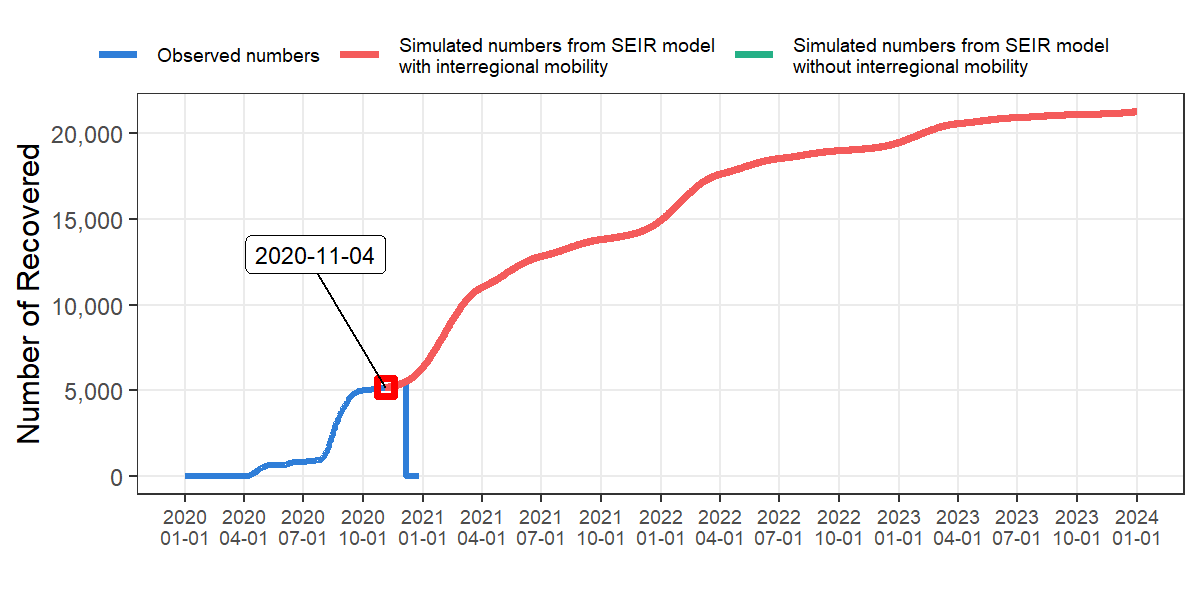 Observed numbers
Simulated numbers from SEIR model
with interregional mobility
Simulated numbers from SEIR model
without interregional mobility
Number of Recovered
20,000
15,000
10,000
5,000
0
2020-11-04
2020 2020 2020 2020 2021 2021 2021 2021 2022 2022 2022 2022 2023 2023 2023 2023 2024
01-01 04-01 07-01 10-01 01-01 04-01 07-01 10-01 01-01 04-01 07-01 10-01 01-01 04-01 07-01 10-01 01-01